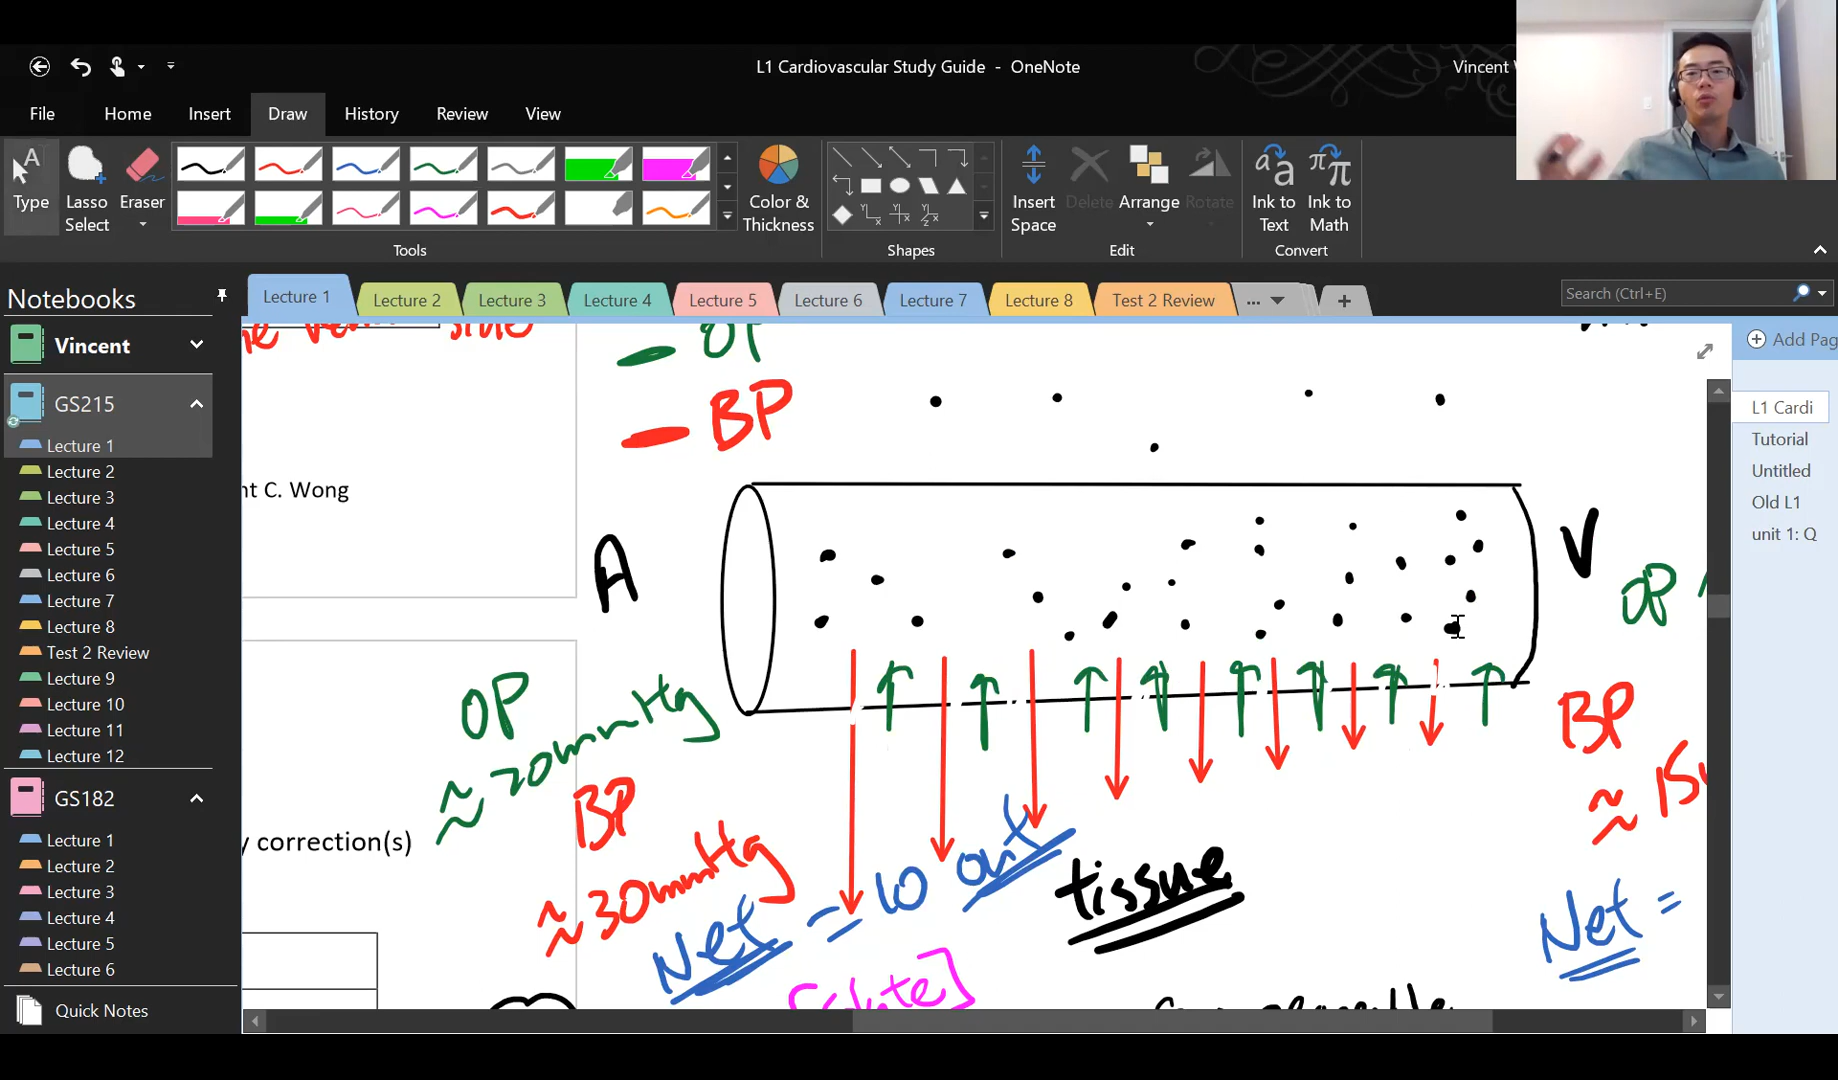 L1 Cardiovascular Study Guide - OneNote
Vincent W
File
Home
Insert
Draw
History
Review
View
Type
Lasso
Select
Eraser
Color &
Thickness
Insert
Space
Delete
Arrange
Rotate
Ink to
Text
Ink to
Math
Tools
Shapes
Edit
Convert
Notebooks
Lecture 1
Lecture 2
Lecture 3
Lecture 4
Lecture 5
Lecture 6
Lecture 7
Lecture 8
Test 2 Review
...
Search (Ctrl+E)
Vincent
GS215
Lecture 1
Lecture 2
Lecture 3
Lecture 4
Lecture 5
Lecture 6
Lecture 7
Lecture 8
Test 2 Review
Lecture 9
Lecture 10
Lecture 11
Lecture 12
GS182
Lecture 1
Lecture 2
Lecture 3
Lecture 4
Lecture 5
Lecture 6
Quick Notes
side
OP
BP
nt C. Wong
A
V
OP
≈ 20mmHg
BP
≈ 30mmHg
Net = 10 out
tissue
OP
BP
≈ 15
Net =
y correction(s)
Add Pag
L1 Cardi
Tutorial
Untitled
Old L1
unit 1: Q